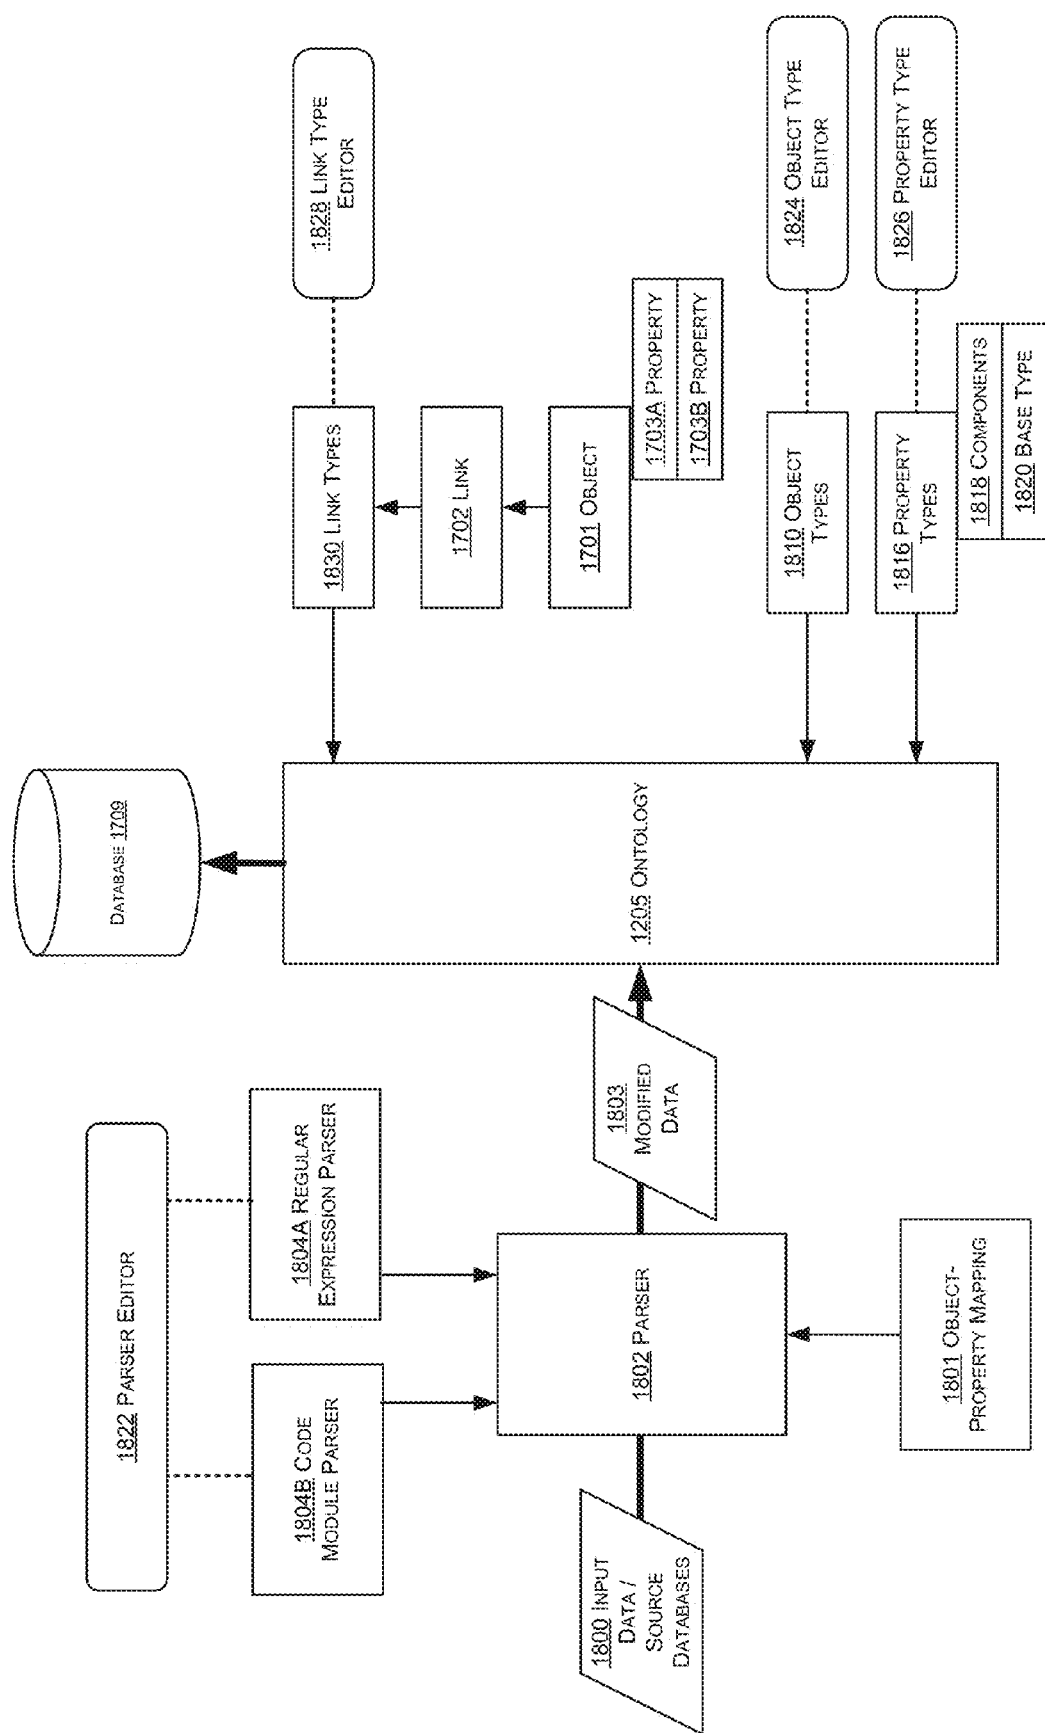 1822 PARSER EDITOR
1804B CODE
MODULE PARSER
1804A REGULAR
EXPRESSION PARSER
1800 INPUT
DATA /
SOURCE
DATABASES
1802 PARSER
1801 OBJECT-
PROPERTY MAPPING
1803
MODIFIED
DATA
DATABASE 1709
1205 ONTOLOGY
1830 LINK TYPES
1828 LINK TYPE
EDITOR
1702 LINK
1701 OBJECT
1703A PROPERTY
1703B PROPERTY
1810 OBJECT
TYPES
1824 OBJECT TYPE
EDITOR
1816 PROPERTY
TYPES
1826 PROPERTY TYPE
EDITOR
1818 COMPONENTS
1820 BASE TYPE